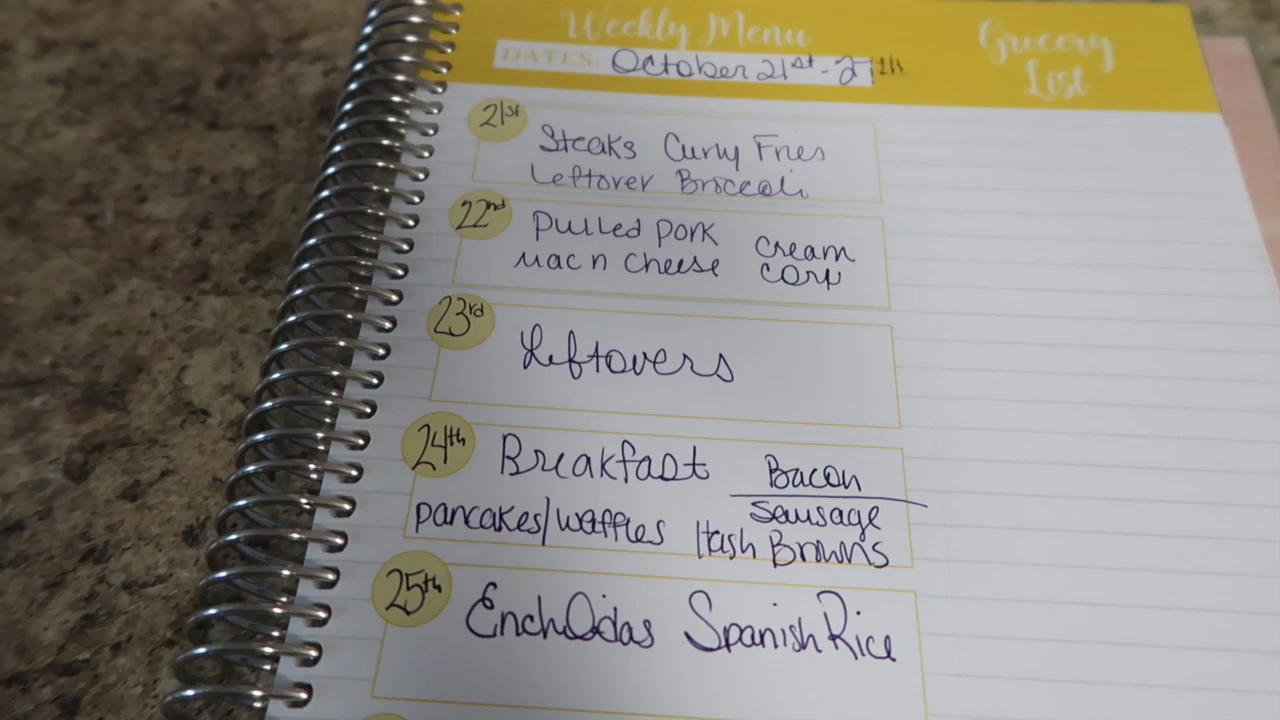 Weekly Menu
Grocery List
DATES: October 21st - 27th
21st
Steaks Curly Fries
Leftover Broccoli
22nd
Pulled Pork
Mac n Cheese
Cream
Corn
23rd
Leftovers
24th
Breakfast
Bacon
Sausage
pancakes/waffles
Hash Browns
25th
Enchiladas Spanish Rice